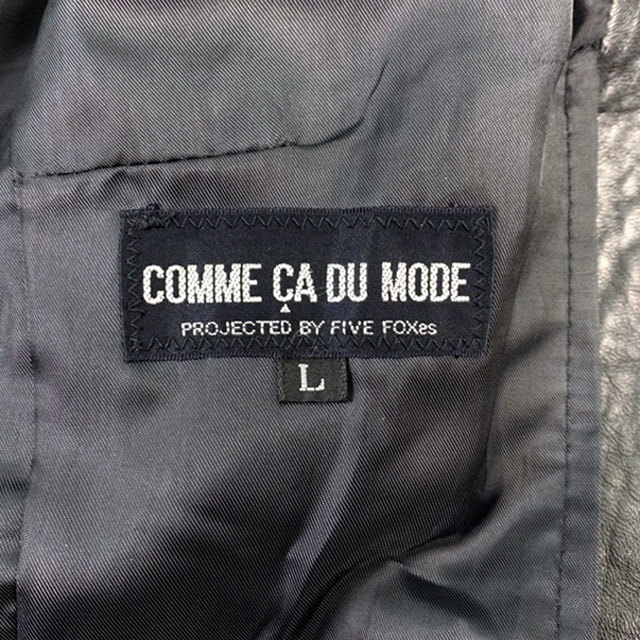 COMME ÇA DU MODE
PROJECTED BY FIVE FOXes
L